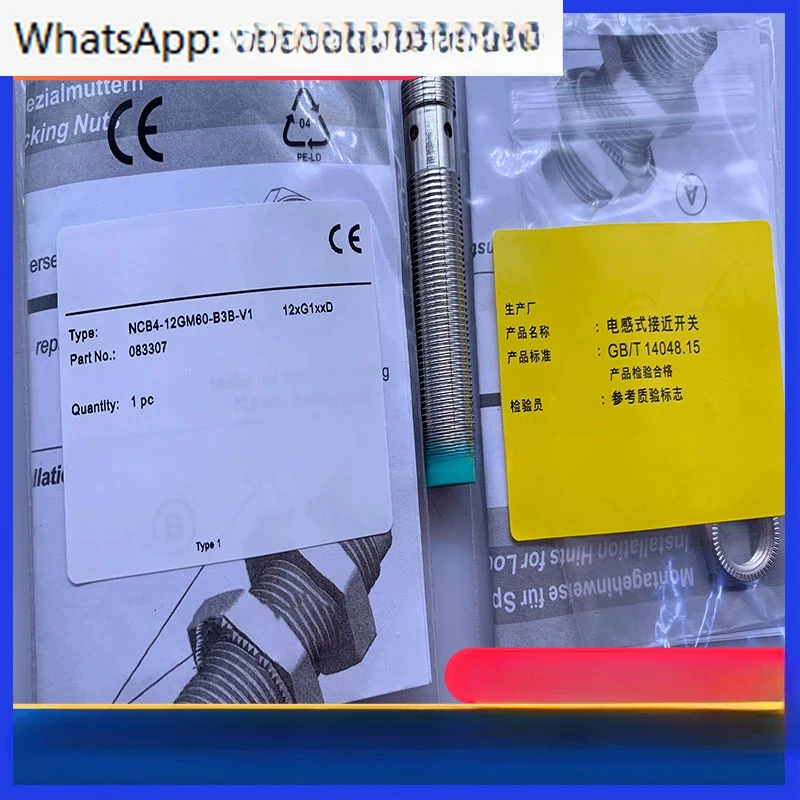 WhatsApp:
ezialmuttern
cking Nuts
CE
04
PE-LD
A
CE
Type: NCB4-12GM60-B3B-V1 12xG1xxD
Part No.: 083307
Quantity: 1 pc
B
Type 1
生产厂
产品名称 : 电感式接近开关
产品标准 : GB/T 14048.15
产品检验合格
检验员 : 参考质验标志
Montagehinweise für Sp
Installation Hints for Loc